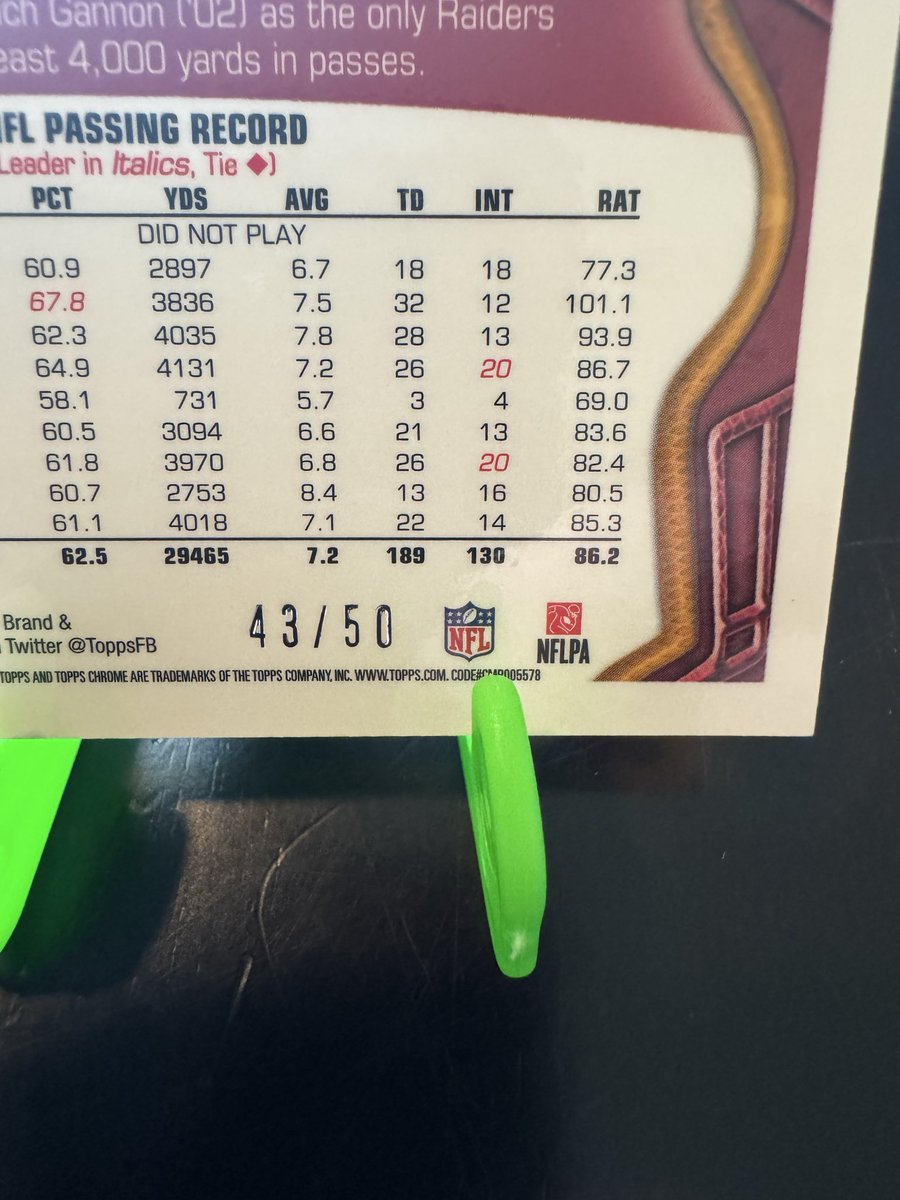 Gannon ('02) as the only Raiders
4,000 yards in passes.
PASSING RECORD
Leader in Italics, Tie ◆)
PCT YDS AVG TD INT RAT
DID NOT PLAY
60.9 2897 6.7 18 18 77.3
67.8 3836 7.5 32 12 101.1
62.3 4035 7.8 28 13 93.9
64.9 4131 7.2 26 20 86.7
58.1 731 5.7 3 4 69.0
60.5 3094 6.6 21 13 83.6
61.8 3970 6.8 26 20 82.4
60.7 2753 8.4 13 16 80.5
61.1 4018 7.1 22 14 85.3
62.5 29465 7.2 189 130 86.2
Brand &
Twitter @ToppsFB
43/50
NFL
NFLPA
TOPPS AND TOPPS CHROME ARE TRADEMARKS OF THE TOPPS COMPANY, INC. WWW.TOPPS.COM.